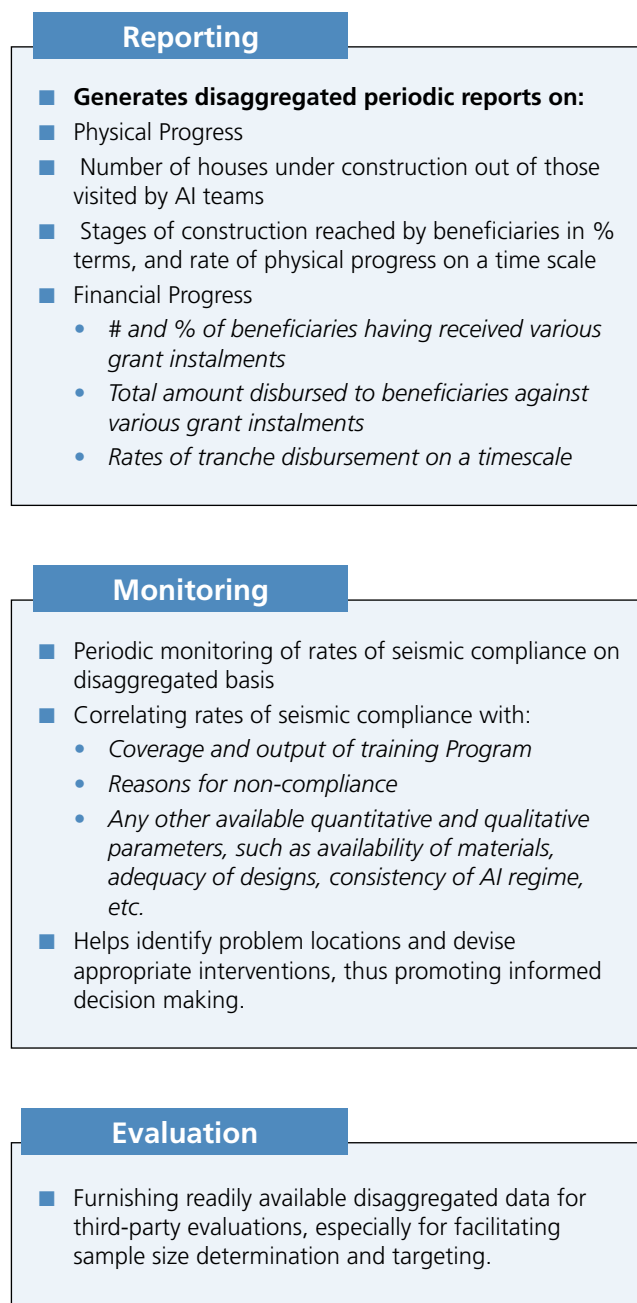 Reporting
■ Generates disaggregated periodic reports on:
■ Physical Progress
■ Number of houses under construction out of those
visited by AI teams
■ Stages of construction reached by beneficiaries in %
terms, and rate of physical progress on a time scale
■ Financial Progress
• # and % of beneficiaries having received various
grant instalments
• Total amount disbursed to beneficiaries against
various grant instalments
• Rates of tranche disbursement on a timescale
Monitoring
■ Periodic monitoring of rates of seismic compliance on
disaggregated basis
■ Correlating rates of seismic compliance with:
• Coverage and output of training Program
• Reasons for non-compliance
• Any other available quantitative and qualitative
parameters, such as availability of materials,
adequacy of designs, consistency of AI regime,
etc.
■ Helps identify problem locations and devise
appropriate interventions, thus promoting informed
decision making.
Evaluation
■ Furnishing readily available disaggregated data for
third-party evaluations, especially for facilitating
sample size determination and targeting.